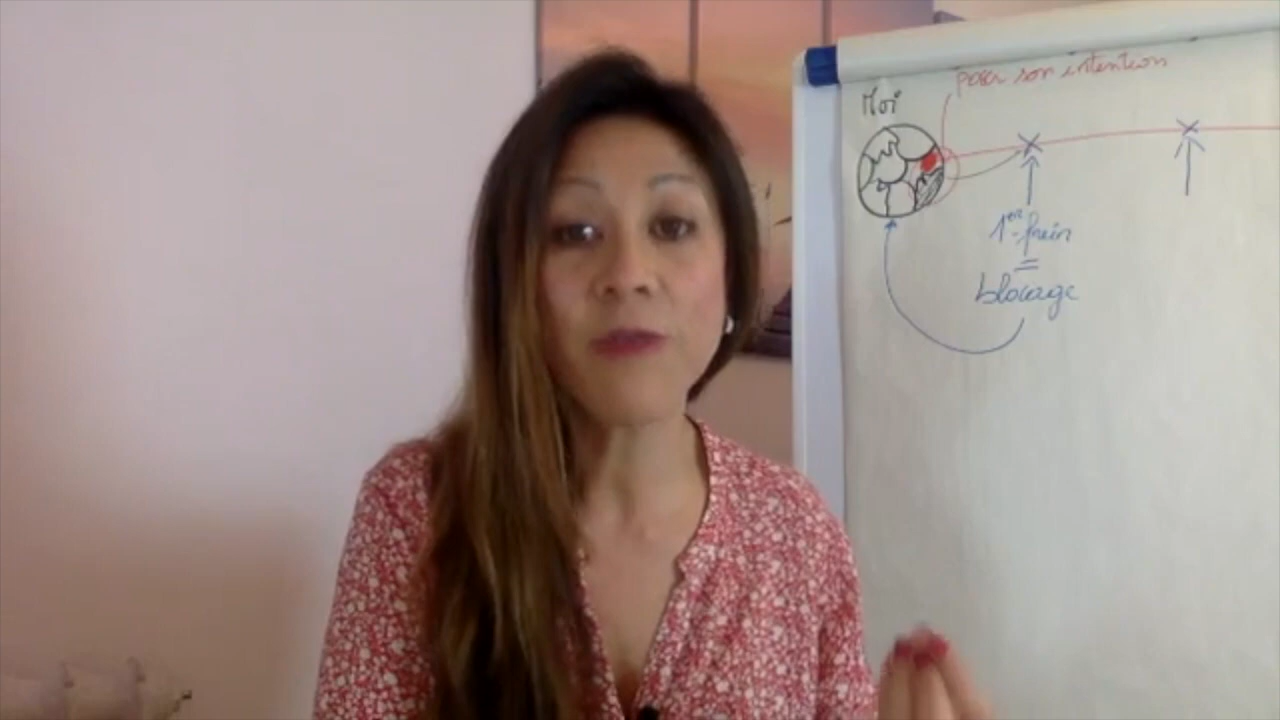 poser son intention
Moi
1er frein
=
blocage